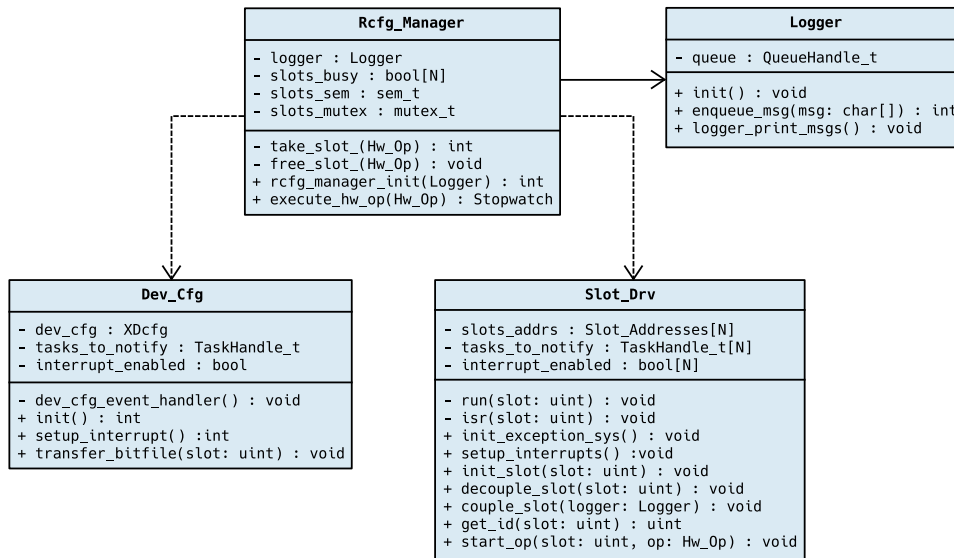 Rcfg_Manager
- logger : Logger
- slots_busy : bool[N]
- slots_sem : sem_t
- slots_mutex : mutex_t
- take_slot_(Hw_Op) : int
- free_slot_(Hw_Op) : void
+ rcfg_manager_init(Logger) : int
+ execute_hw_op(Hw_Op) : Stopwatch
Logger
- queue : QueueHandle_t
+ init() : void
+ enqueue_msg(msg: char[]) : int
+ logger_print_msgs() : void
Dev_Cfg
- dev_cfg : XDcfg
- tasks_to_notify : TaskHandle_t
- interrupt_enabled : bool
- dev_cfg_event_handler() : void
+ init() : int
+ setup_interrupt() :int
+ transfer_bitfile(slot: uint) : void
Slot_Drv
- slots_addrs : Slot_Addresses[N]
- tasks_to_notify : TaskHandle_t[N]
- interrupt_enabled : bool[N]
- run(slot: uint) : void
- isr(slot: uint) : void
+ init_exception_sys() : void
+ setup_interrupts() :void
+ init_slot(slot: uint) : void
+ decouple_slot(slot: uint) : void
+ couple_slot(logger: Logger) : void
+ get_id(slot: uint) : uint
+ start_op(slot: uint, op: Hw_Op) : void